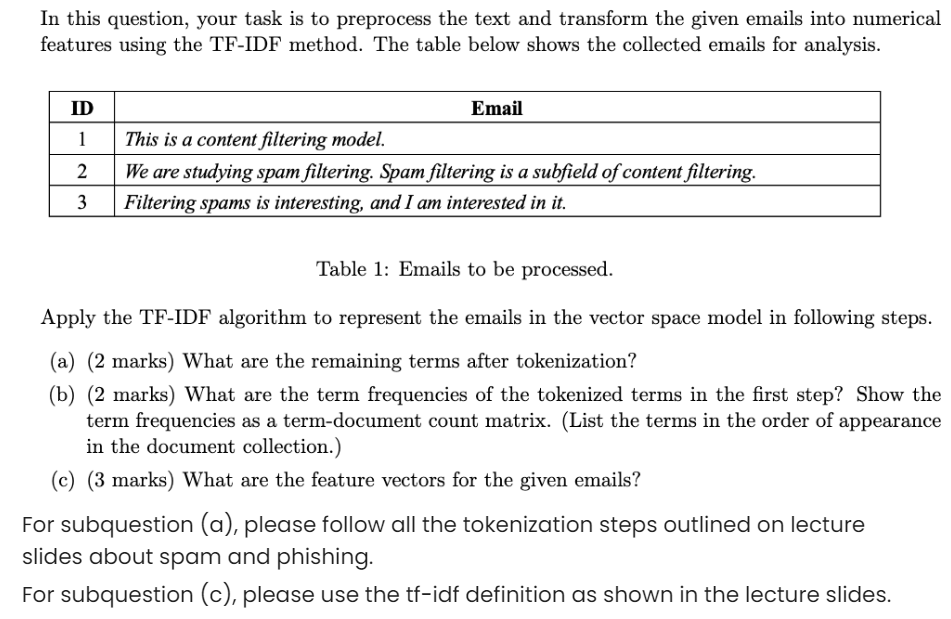 In this question, your task is to preprocess the text and transform the given emails into numerical
features using the TF-IDF method. The table below shows the collected emails for analysis.
ID Email
1 This is a content filtering model.
2 We are studying spam filtering. Spam filtering is a subfield of content filtering.
3 Filtering spams is interesting, and I am interested in it.
Table 1: Emails to be processed.
Apply the TF-IDF algorithm to represent the emails in the vector space model in following steps.
(a) (2 marks) What are the remaining terms after tokenization?
(b) (2 marks) What are the term frequencies of the tokenized terms in the first step? Show the
term frequencies as a term-document count matrix. (List the terms in the order of appearance
in the document collection.)
(c) (3 marks) What are the feature vectors for the given emails?
For subquestion (a), please follow all the tokenization steps outlined on lecture
slides about spam and phishing.
For subquestion (c), please use the tf-idf definition as shown in the lecture slides.